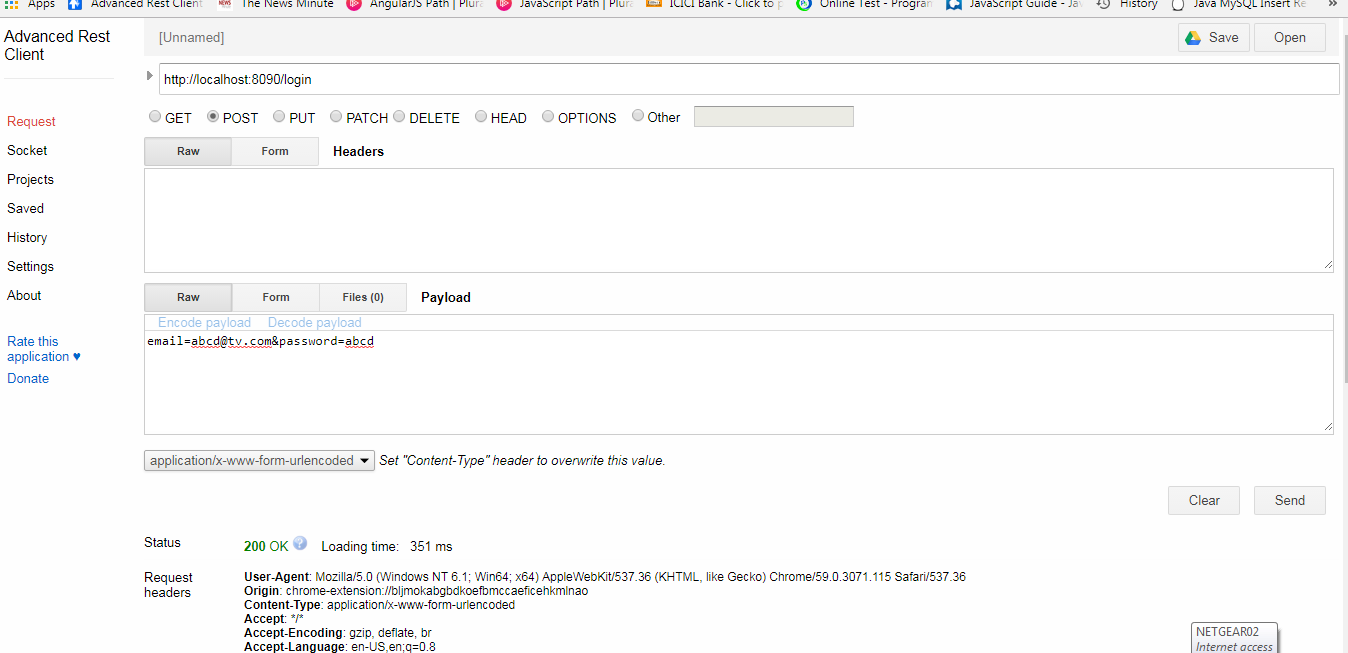 Apps Advanced Rest Client NEWS The News Minute AngularJS Path | Plura JavaScript Path | Plura ICICI Bank - Click to p Online Test - Program JavaScript Guide - Jav History Java MySQL Insert Re »
Advanced Rest
Client
[Unnamed]
Save
Open
http://localhost:8090/login
GET POST PUT PATCH DELETE HEAD OPTIONS Other
Request
Socket
Projects
Saved
History
Settings
About
Rate this
application ♥
Donate
Raw Form Headers
Raw Form Files (0) Payload
Encode payload Decode payload
email=abcd@tv.com&password=abcd
application/x-www-form-urlencoded Set "Content-Type" header to overwrite this value.
Clear Send
Status 200 OK ? Loading time: 351 ms
Request
headers
User-Agent: Mozilla/5.0 (Windows NT 6.1; Win64; x64) AppleWebKit/537.36 (KHTML, like Gecko) Chrome/59.0.3071.115 Safari/537.36
Origin: chrome-extension://bljmokabgbdkoefbmccaeficehkmlnao
Content-Type: application/x-www-form-urlencoded
Accept: */*
Accept-Encoding: gzip, deflate, br
Accept-Language: en-US,en;q=0.8
NETGEAR02
Internet access